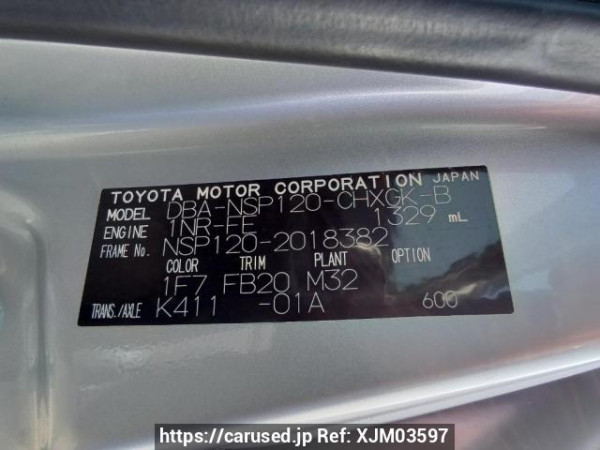 TOYOTA MOTOR CORPORATION JAPAN
MODEL DBA-NSP120-CHXGK-B
ENGINE 1NR-FE 1329 mL
FRAME No. NSP120-2018382
COLOR TRIM PLANT OPTION
1F7 FB20 M32
TRANS./AXLE K411 -01A 600
https://carused.jp Ref: XJM03597